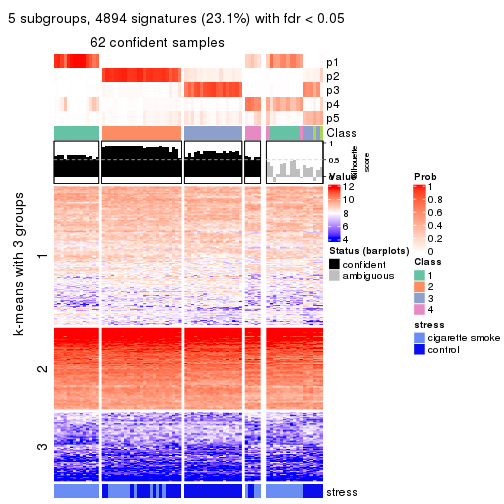 5 subgroups, 4894 signatures (23.1%) with fdr < 0.05
62 confident samples
p1
p2
p3
p4
p5
Class
1
0.5
0
Silhouette
score
k-means with 3 groups
1
2
3
stress
Value
12
10
8
6
4
Status (barplots)
confident
ambiguous
Prob
1
0.8
0.6
0.4
0.2
0
Class
1
2
3
4
stress
cigarette smoke
control